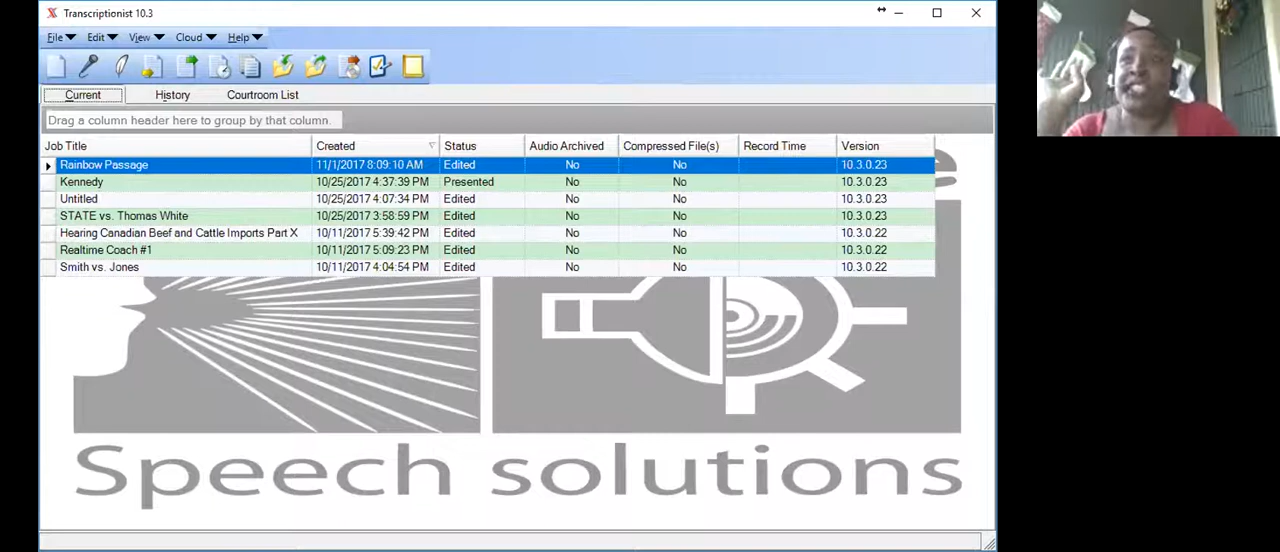 Transcriptionist 10.3
File Edit View Cloud Help
Current History Courtroom List
Drag a column header here to group by that column.
Job Title Created Status Audio Archived Compressed File(s) Record Time Version
Rainbow Passage 11/1/2017 8:09:10 AM Edited No No 10.3.0.23
Kennedy 10/25/2017 4:37:39 PM Presented No No 10.3.0.23
Untitled 10/25/2017 4:07:34 PM Edited No No 10.3.0.23
STATE vs. Thomas White 10/25/2017 3:58:59 PM Edited No No 10.3.0.23
Hearing Canadian Beef and Cattle Imports Part X 10/11/2017 5:39:42 PM Edited No No 10.3.0.22
Realtime Coach #1 10/11/2017 5:09:23 PM Edited No No 10.3.0.22
Smith vs. Jones 10/11/2017 4:04:54 PM Edited No No 10.3.0.22
Speech solutions